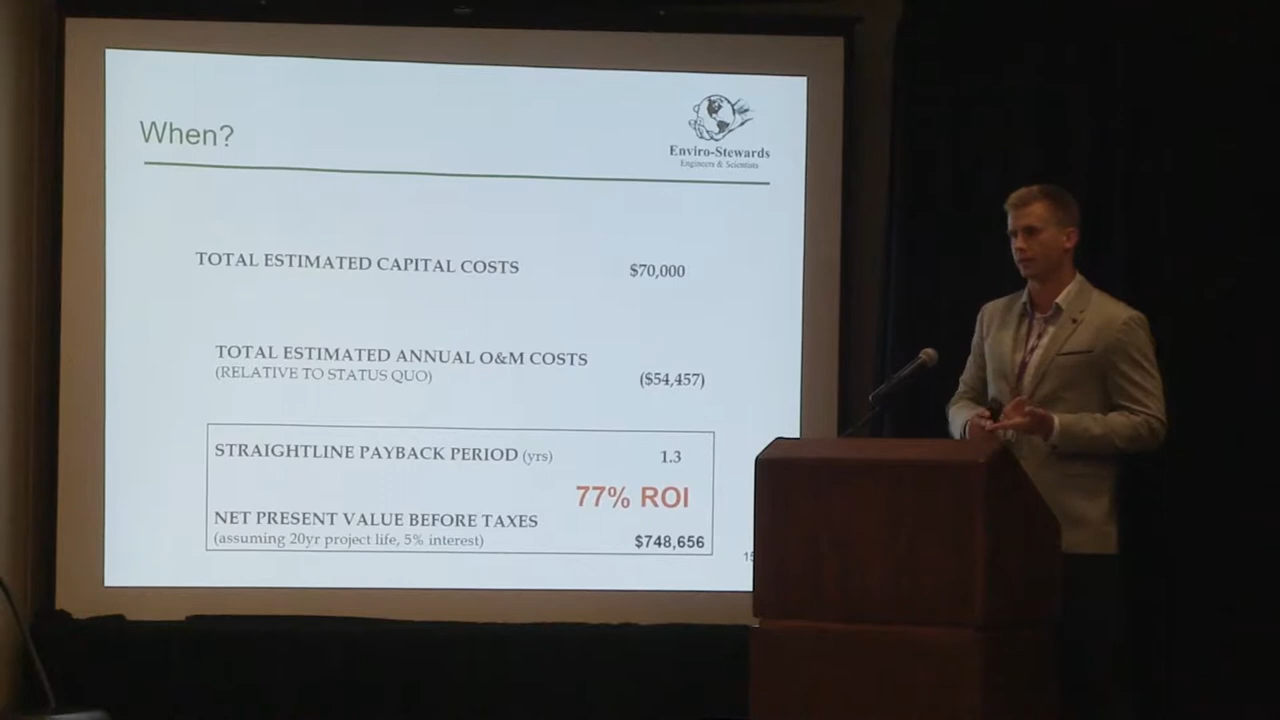 When?
Enviro-Stewards
Engineers & Scientists
TOTAL ESTIMATED CAPITAL COSTS $70,000
TOTAL ESTIMATED ANNUAL O&M COSTS
(RELATIVE TO STATUS QUO) ($54,457)
STRAIGHTLINE PAYBACK PERIOD (yrs) 1.3
77% ROI
NET PRESENT VALUE BEFORE TAXES
(assuming 20yr project life, 5% interest) $748,656